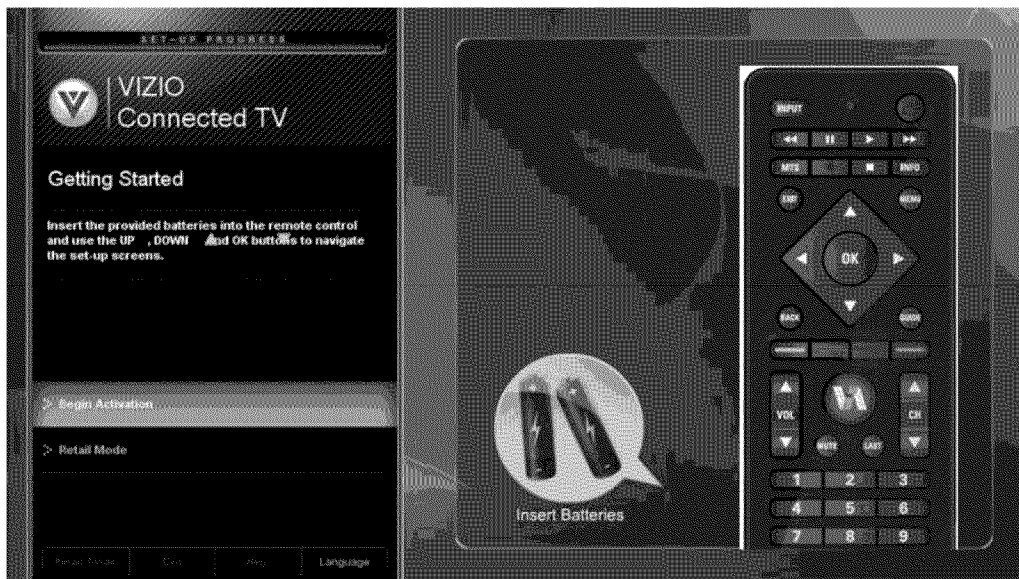 SET-UP PROGRESS
VIZIO
Connected TV
Getting Started
Insert the provided batteries into the remote control
and use the UP , DOWN and OK buttons to navigate
the set-up screens.
> Begin Activation
> Retail Mode
Language
Insert Batteries
INPUT
MTS
INFO
EXIT
MENU
OK
BACK
GUIDE
VOL
CH
MUTE
LAST
1 2 3
4 5 6
7 8 9